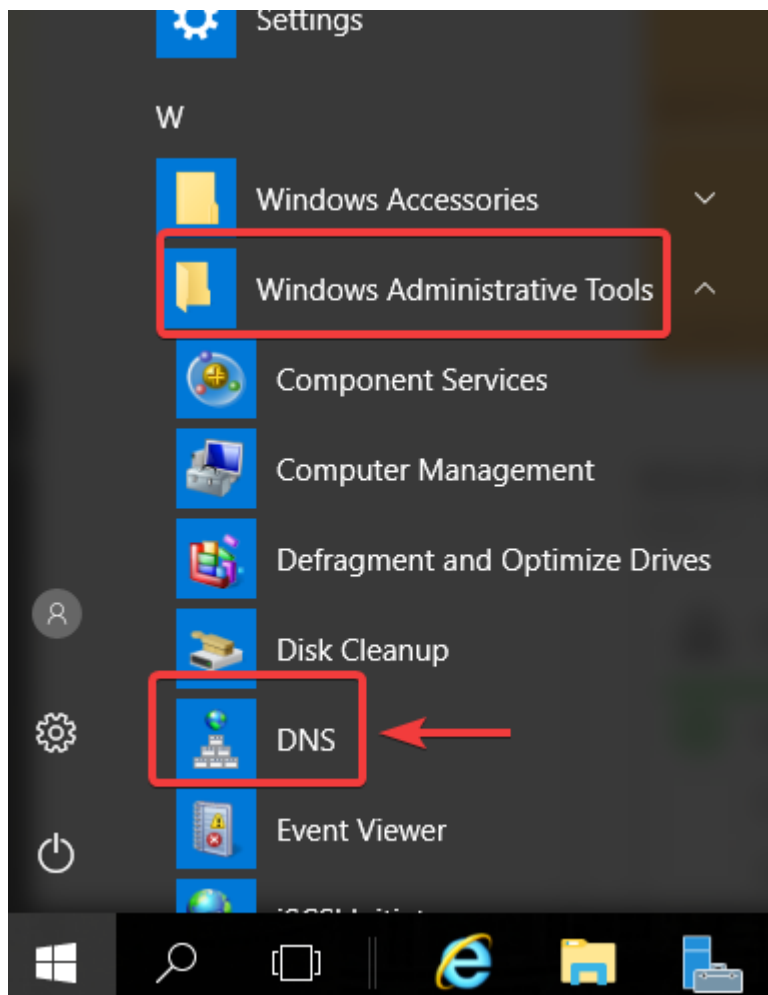 Settings
W
Windows Accessories
Windows Administrative Tools
Component Services
Computer Management
Defragment and Optimize Drives
Disk Cleanup
DNS
Event Viewer